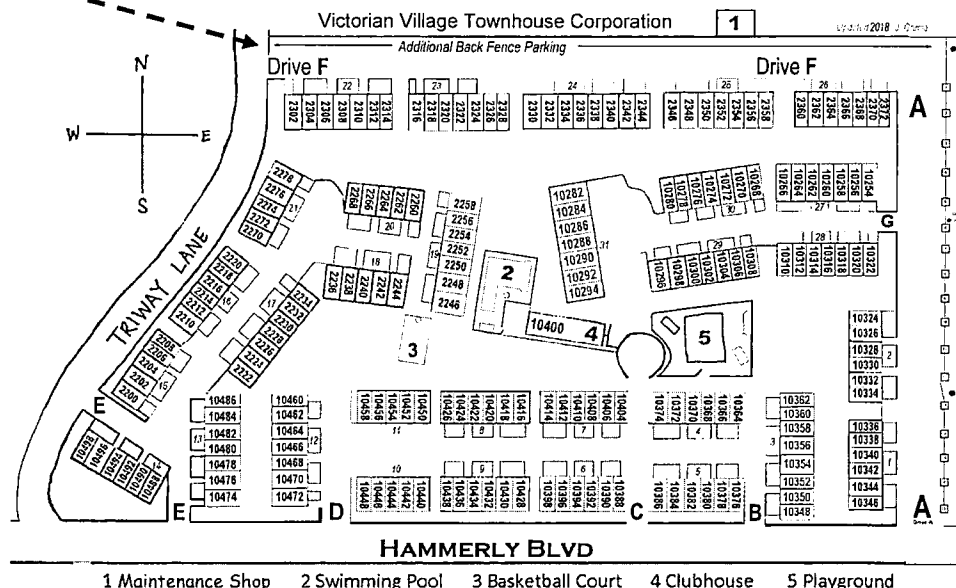 Victorian Village Townhouse Corporation
1
Additional Back Fence Parking
N
W E
S
Drive F
Drive F
22 23 24 25 26
2302 2304 2306 2308 2310 2312 2314
2316 2318 2320 2322 2324 2326 2328
2330 2332 2334 2336 2338 2340 2342 2344
2346 2348 2350 2352 2354 2356 2358
2360 2362 2364 2366 2368 2370 2372
A
2278 2276 2274 2272 2270
21
2268 2266 2264 2262 2260
20
2258 2256 2254 2252 2250 2248 2246
19
10282 10284 10286 10288 10290 10292 10294
31
10280 10278 10276 10274 10272 10270 10268
30
10266 10264 10262 10260 10258 10256 10254
27
G
TRIWAY LANE
2220 2218 2216 2214 2212 2210
16
18
2236 2238 2240 2242 2244
17
2234 2232 2230 2228 2226 2224 2222
2
29
10296 10298 10300 10302 10304 10306 10308
28
10310 10312 10314 10316 10318 10320 10322
10400 4
5
3
2208 2206 2204 2202 2200
15
E
10498 10496 10494 10492 10490 10488
14
10486 10484 10482 10480 10478 10476 10474
13
10460 10462 10464 10466 10468 10470 10472
12
10458 10456 10454 10452 10450
11
10426 10424 10422 10420 10418 10416
8
10414 10412 10410 10408 10406 10404
7
10374 10372 10370 10368 10366 10364
4
10362 10360 10358 10356 10354 10352 10350 10348
3
10324 10326 10328 10330 10332 10334
2
10336 10338 10340 10342 10344 10346
1
10
10448 10446 10444 10442 10440
9
10438 10436 10434 10432 10430 10428
6
10398 10396 10394 10392 10390 10388
5
10386 10384 10382 10380 10378 10376
E D C B A
HAMMERLY BLVD
1 Maintenance Shop 2 Swimming Pool 3 Basketball Court 4 Clubhouse 5 Playground